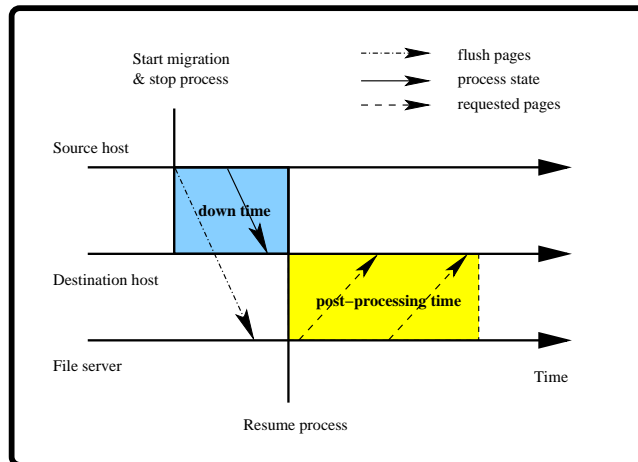 Start migration
& stop process
flush pages
process state
requested pages
Source host
down time
Destination host
post−processing time
File server
Time
Resume process